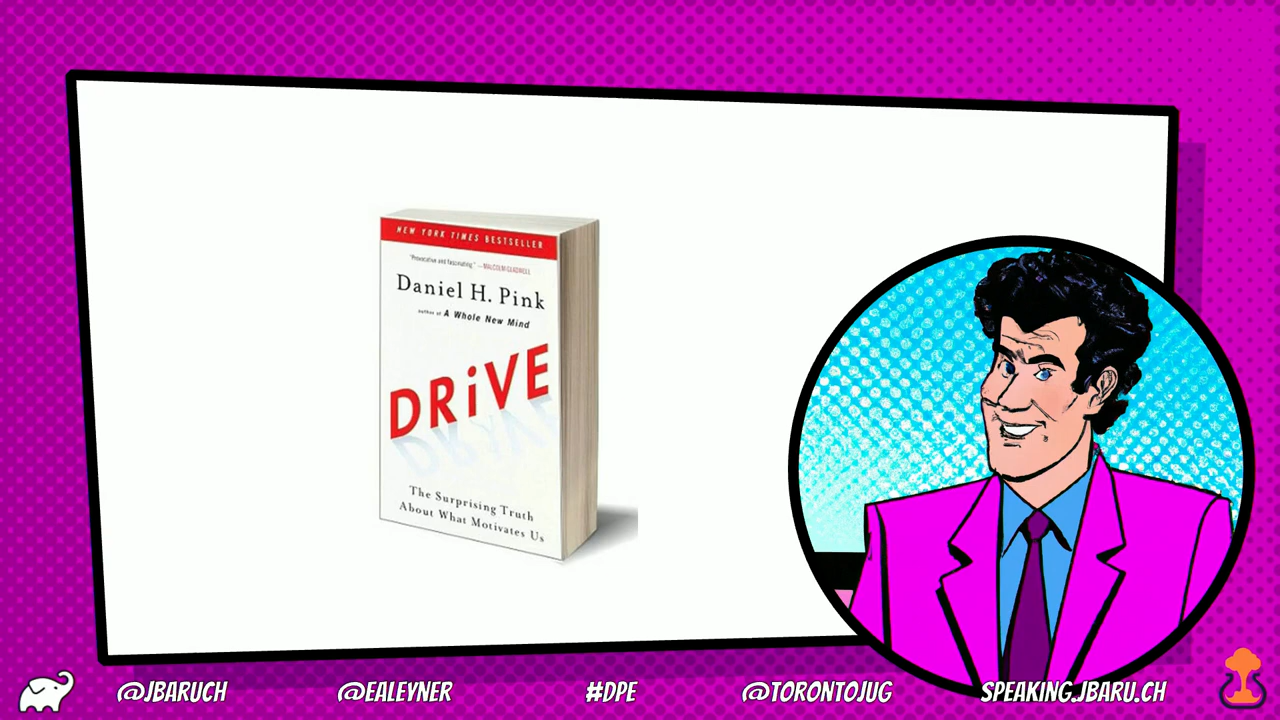 NEW YORK TIMES BESTSELLER
"Provocative and fascinating." —MALCOLM GLADWELL
Daniel H. Pink
author of A Whole New Mind
DRiVE
The Surprising Truth
About What Motivates Us
@JBARUCH
@EALEYNER
#DPE
@TORONTOJUG
SPEAKING.JBARU.CH